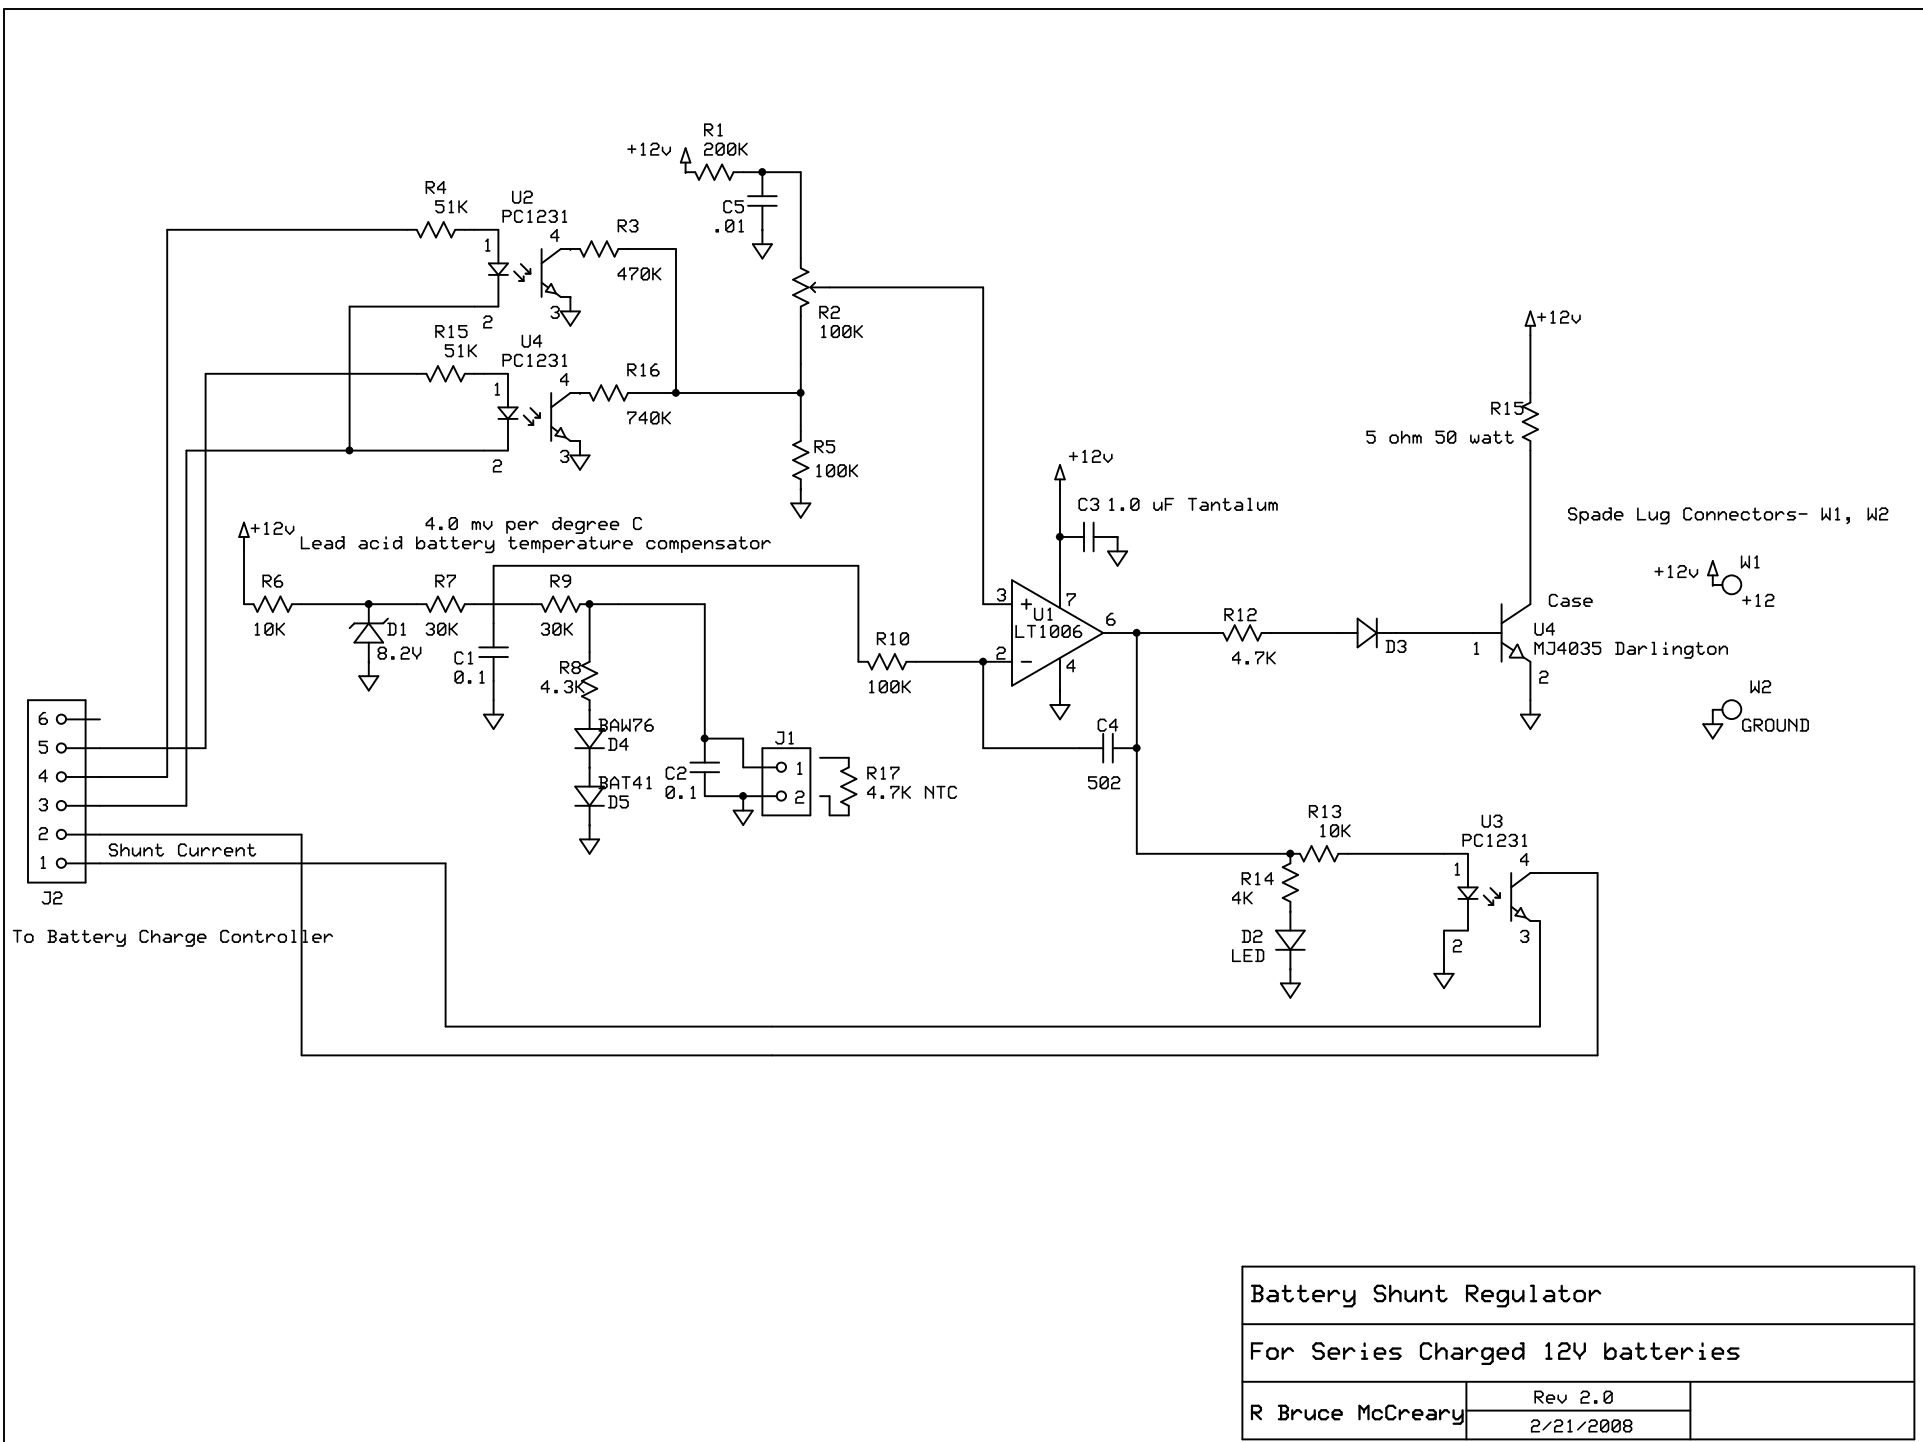 R1
+12v
200K
C5
.01
R4
51K
U2
PC1231
4
R3
1
470K
3
2
R2
100K
R15
51K
U4
PC1231
4
R16
1
740K
3
2
R5
100K
+12v
R15
5 ohm 50 watt
+12v
C3 1.0 uF Tantalum
Spade Lug Connectors- W1, W2
+12v
4.0 mv per degree C
Lead acid battery temperature compensator
R6
10K
D1
8.2V
R7
30K
R9
30K
C1
0.1
R8
4.3K
BAW76
D4
BAT41
D5
C2
0.1
J1
1
2
R17
4.7K NTC
R10
100K
3
+
7
U1
LT1006
6
2
-
4
C4
502
R12
4.7K
D3
Case
U4
MJ4035 Darlington
1
2
+12v
W1
+12
W2
GROUND
6
5
4
3
2
1
Shunt Current
J2
To Battery Charge Controller
R13
10K
U3
PC1231
4
1
R14
4K
2
3
D2
LED
Battery Shunt Regulator
For Series Charged 12V batteries
R Bruce McCreary
Rev 2.0
2/21/2008